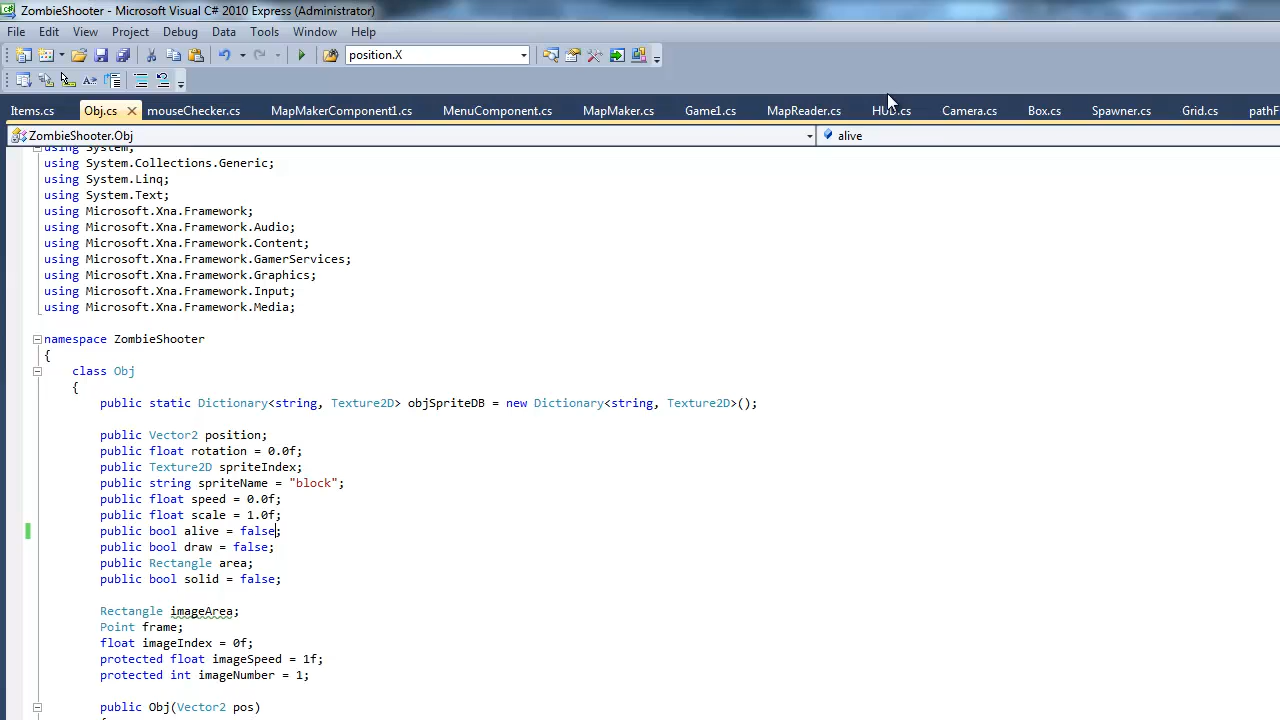 ZombieShooter - Microsoft Visual C# 2010 Express (Administrator)
File Edit View Project Debug Data Tools Window Help
position.X
Items.cs Obj.cs mouseChecker.cs MapMakerComponent1.cs MenuComponent.cs MapMaker.cs Game1.cs MapReader.cs HUD.cs Camera.cs Box.cs Spawner.cs Grid.cs pathF
ZombieShooter.Obj alive
using System;
using System.Collections.Generic;
using System.Linq;
using System.Text;
using Microsoft.Xna.Framework;
using Microsoft.Xna.Framework.Audio;
using Microsoft.Xna.Framework.Content;
using Microsoft.Xna.Framework.GamerServices;
using Microsoft.Xna.Framework.Graphics;
using Microsoft.Xna.Framework.Input;
using Microsoft.Xna.Framework.Media;
namespace ZombieShooter
{
class Obj
{
public static Dictionary<string, Texture2D> objSpriteDB = new Dictionary<string, Texture2D>();
public Vector2 position;
public float rotation = 0.0f;
public Texture2D spriteIndex;
public string spriteName = "block";
public float speed = 0.0f;
public float scale = 1.0f;
public bool alive = false;
public bool draw = false;
public Rectangle area;
public bool solid = false;
Rectangle imageArea;
Point frame;
float imageIndex = 0f;
protected float imageSpeed = 1f;
protected int imageNumber = 1;
public Obj(Vector2 pos)
{